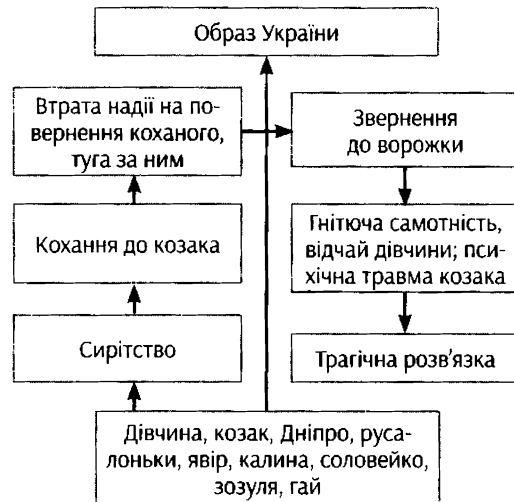 Образ України
Втрата надії на по-
вернення коханого,
туга за ним
Звернення
до ворожки
Кохання до козака
Гнітюча самотність,
відчай дівчини; пси-
хічна травма козака
Сирітство
Трагічна розв'язка
Дівчина, козак, Дніпро, руса-
лоньки, явір, калина, соловейко,
зозуля, гай